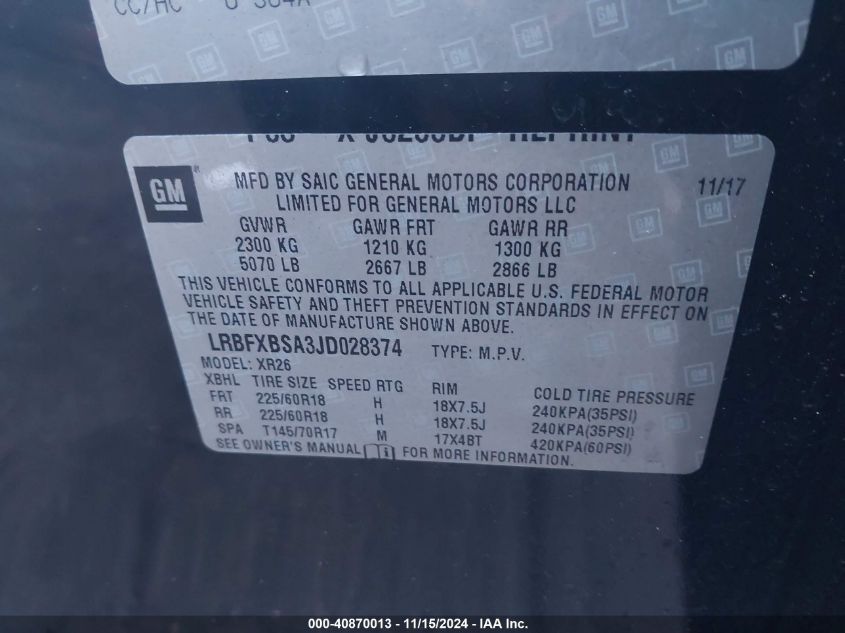 CC/HC U 304A
GM
MFD BY SAIC GENERAL MOTORS CORPORATION 11/17
LIMITED FOR GENERAL MOTORS LLC
GVWR GAWR FRT GAWR RR
2300 KG 1210 KG 1300 KG
5070 LB 2667 LB 2866 LB
THIS VEHICLE CONFORMS TO ALL APPLICABLE U.S. FEDERAL MOTOR
VEHICLE SAFETY AND THEFT PREVENTION STANDARDS IN EFFECT ON
THE DATE OF MANUFACTURE SHOWN ABOVE.
LRBFXBSA3JD028374 TYPE: M.P.V.
MODEL: XR26
XBHL TIRE SIZE SPEED RTG RIM COLD TIRE PRESSURE
FRT 225/60R18 H 18X7.5J 240KPA(35PSI)
RR 225/60R18 H 18X7.5J 240KPA(35PSI)
SPA T145/70R17 M 17X4BT 420KPA(60PSI)
SEE OWNER'S MANUAL FOR MORE INFORMATION.
000-40870013 - 11/15/2024 - IAA Inc.